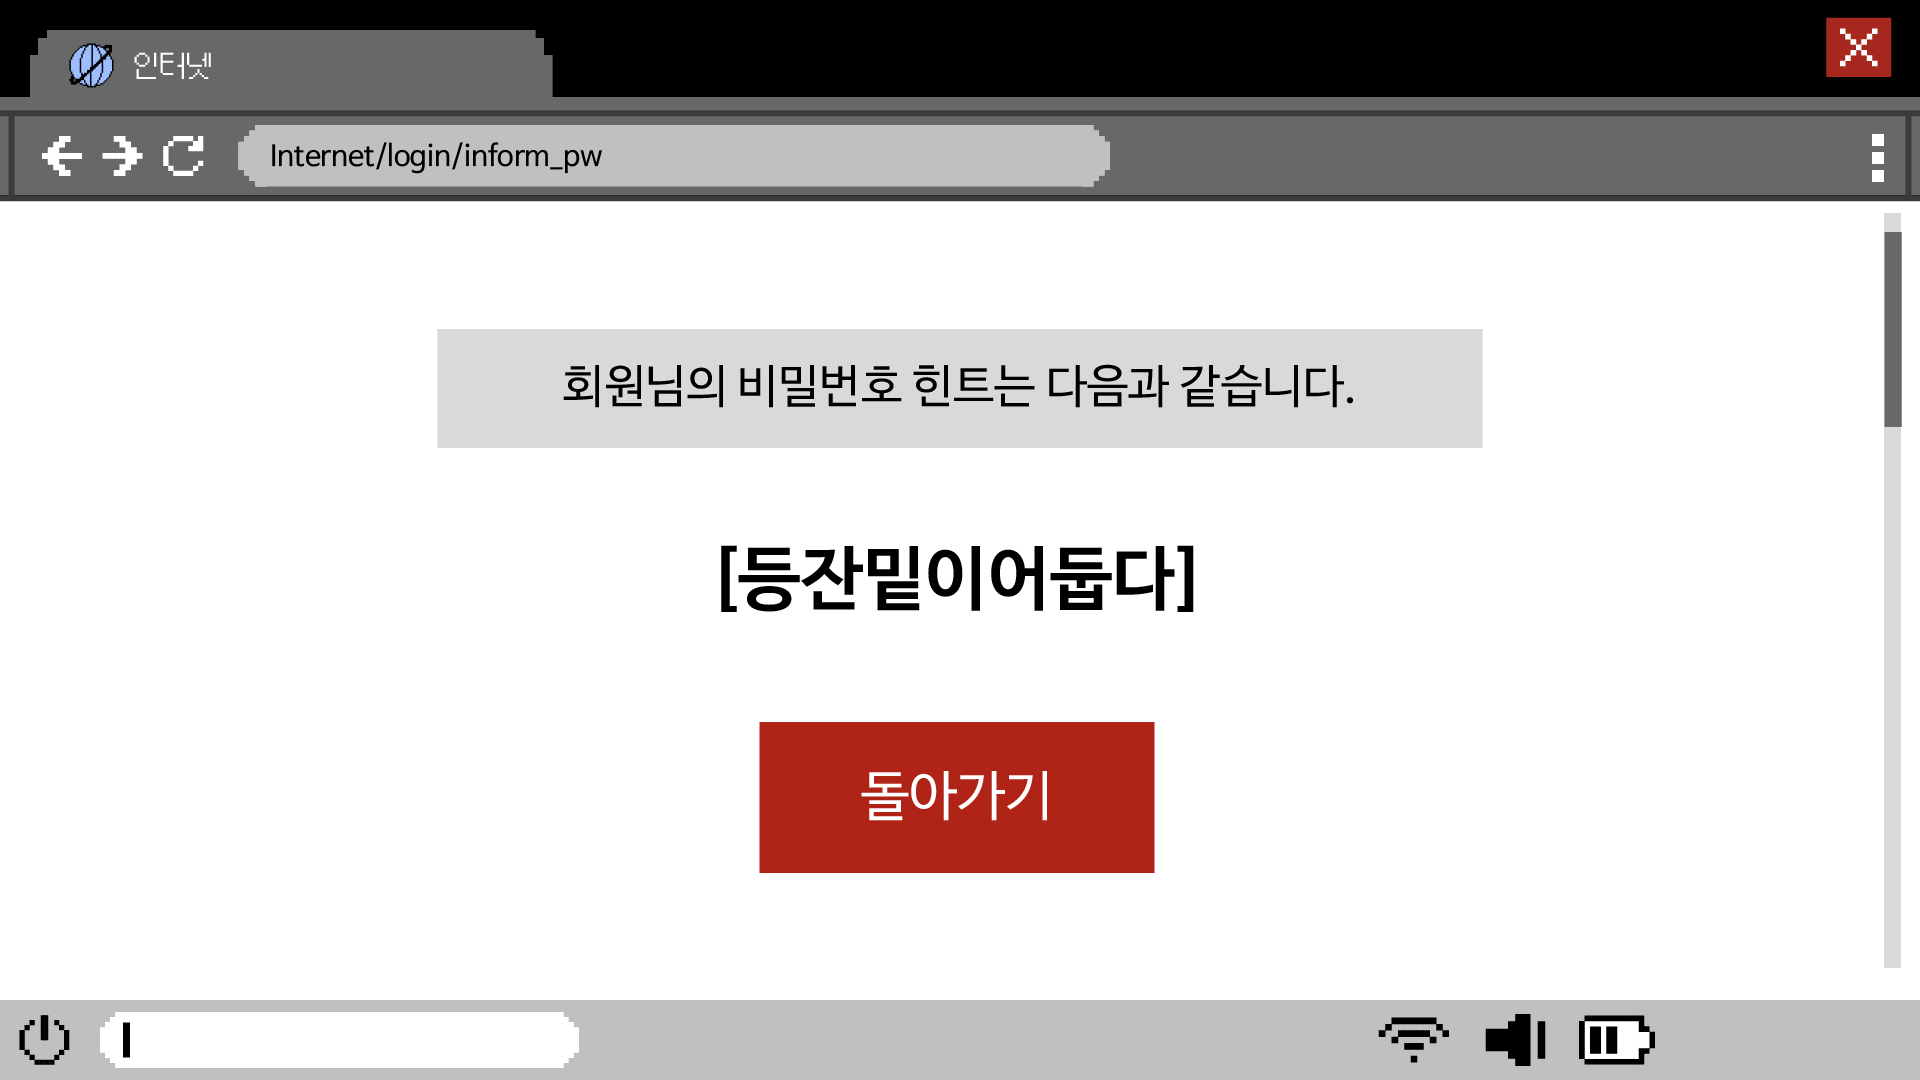 인터넷
Internet/login/inform_pw
회원님의 비밀번호 힌트는 다음과 같습니다.
[등잔밑이어둡다]
돌아가기